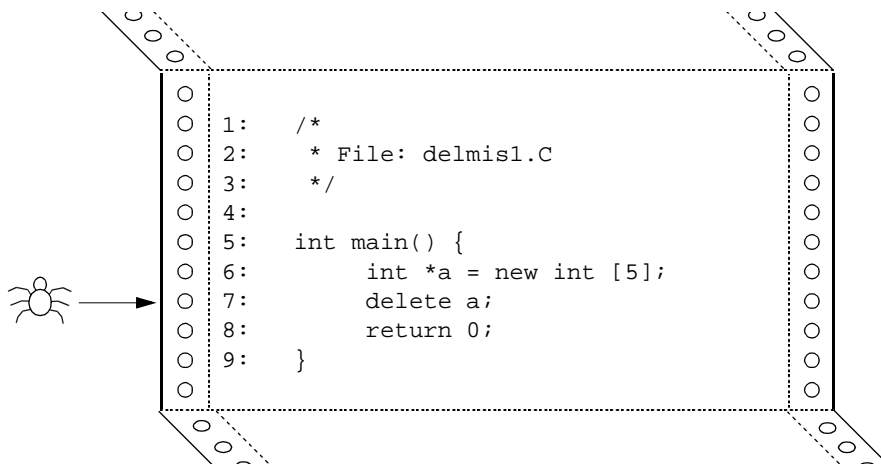 1: /*
2: * File: delmis1.C
3: */
4:
5: int main() {
6: int *a = new int [5];
7: delete a;
8: return 0;
9: }